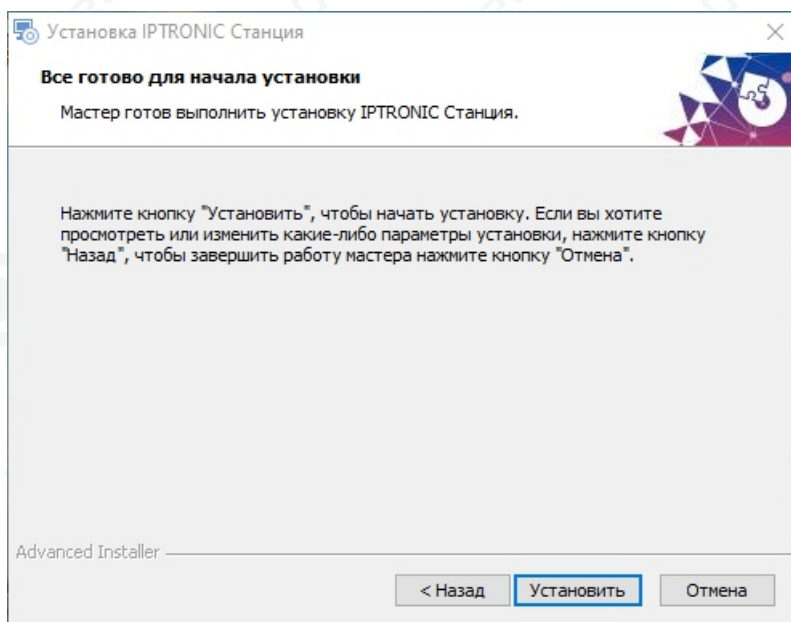 Установка IPTRONIC Станция
Все готово для начала установки
Мастер готов выполнить установку IPTRONIC Станция.
Нажмите кнопку "Установить", чтобы начать установку. Если вы хотите
просмотреть или изменить какие-либо параметры установки, нажмите кнопку
"Назад", чтобы завершить работу мастера нажмите кнопку "Отмена".
Advanced Installer
< Назад
Установить
Отмена